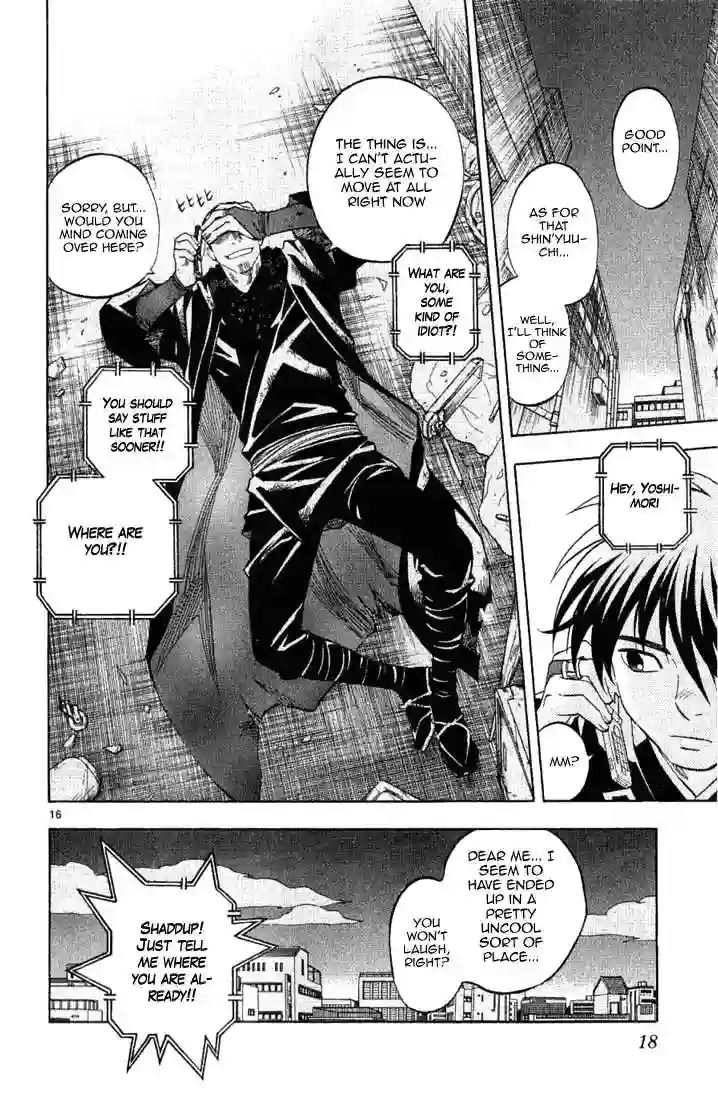 GOOD
POINT...
AS FOR
THAT
SHIN'YUU-
CHI...
WELL,
I'LL THINK
OF
SOME-
THING...
HEY, YOSHI-
MORI
MM?
THE THING IS...
I CAN'T ACTU-
ALLY SEEM TO
MOVE AT ALL
RIGHT NOW
SORRY, BUT...
WOULD YOU
MIND COMING
OVER HERE?
ヒヒヒヒ
WHAT ARE
YOU,
SOME
KIND OF
IDIOT?!
YOU SHOULD
SAY STUFF
LIKE THAT
SOONER!!
WHERE ARE
YOU?!!
16
DEAR ME... I
SEEM TO
HAVE ENDED
UP IN A
PRETTY
UNCOOL
SORT OF
PLACE...
YOU
WON'T
LAUGH,
RIGHT?
SHADDUP!
JUST TELL
ME WHERE
YOU ARE AL-
READY!!
18